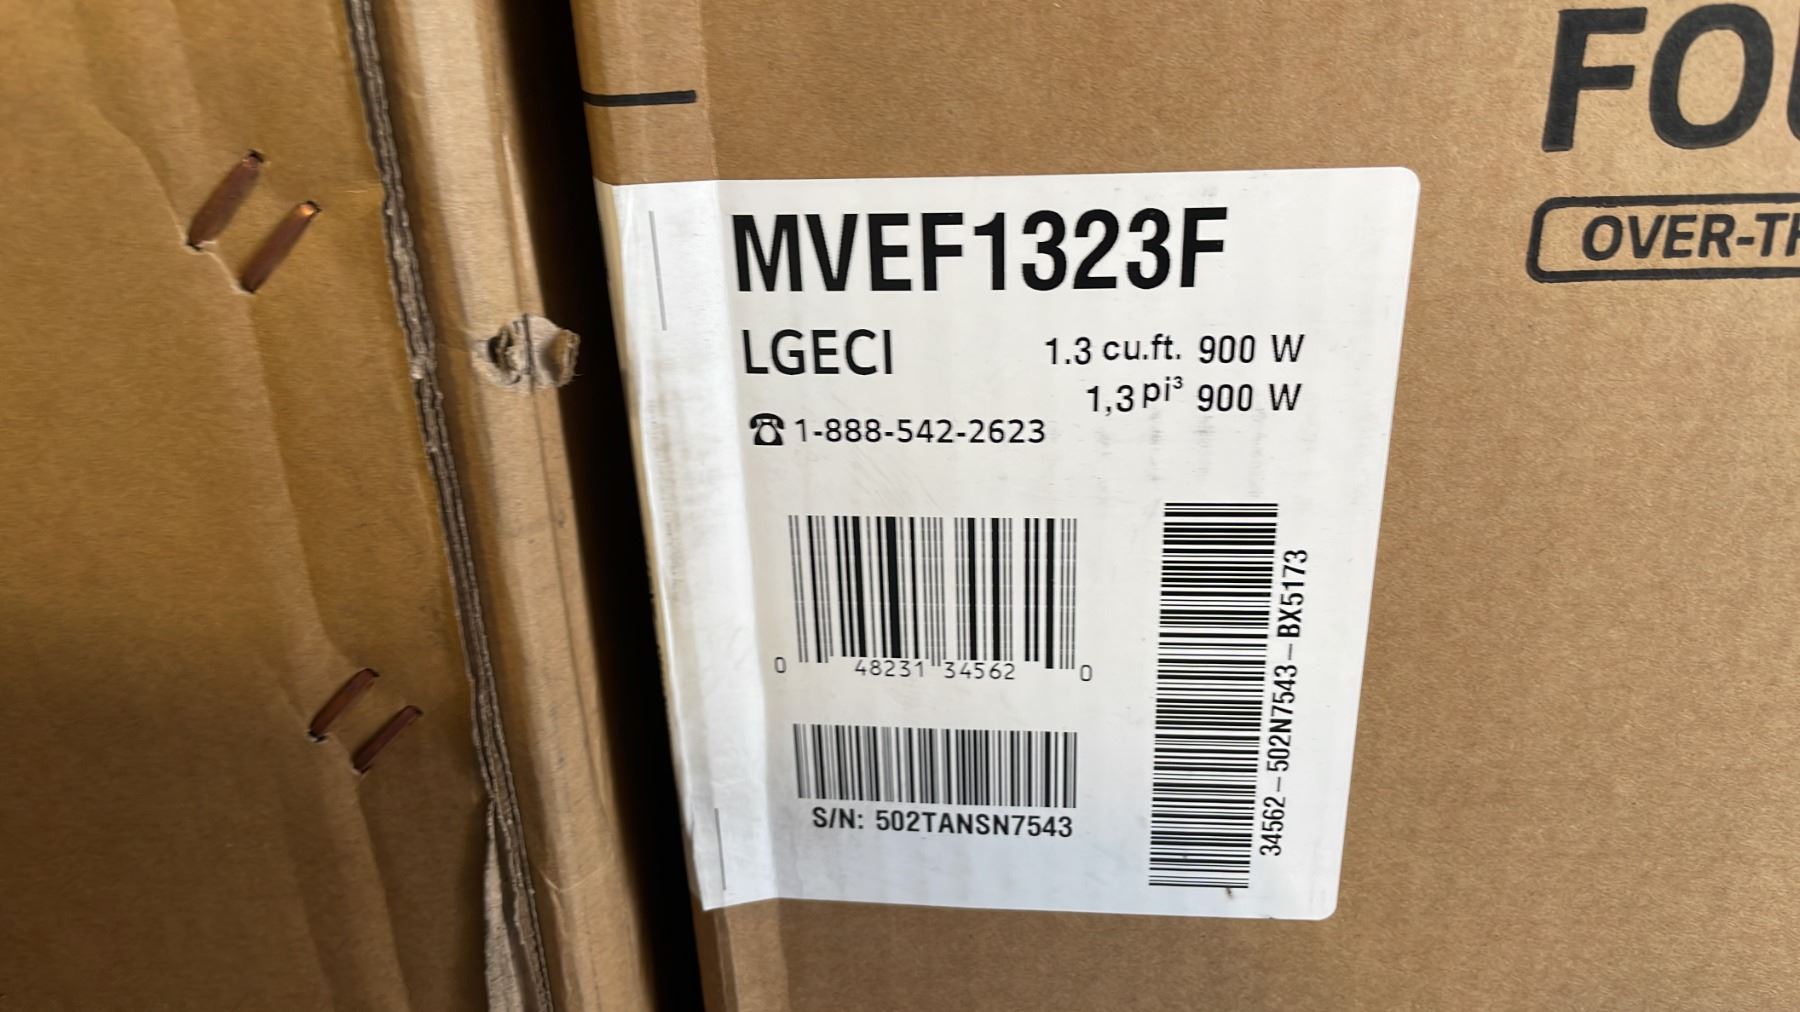 FO
OVER-TH
MVEF1323F
LGECI
1.3 cu.ft. 900 W
1,3 pi³ 900 W
☎ 1-888-542-2623
0 48231 34562 0
S/N: 502TANSN7543
34562-502N7543-BX5173